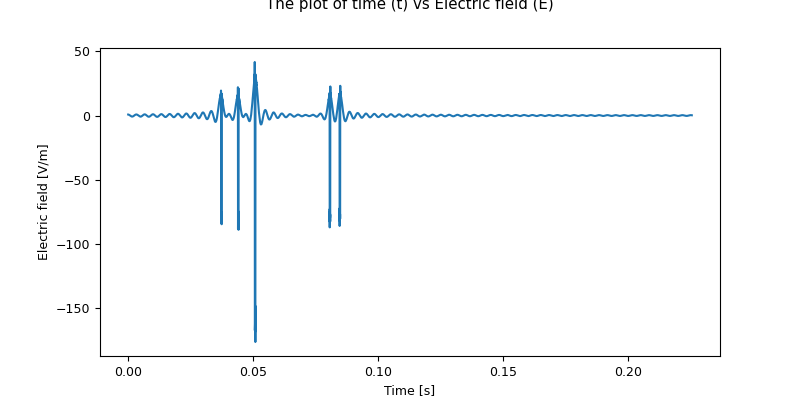 The plot of time (t) vs Electric field (E)
50
0
−50
−100
−150
Electric field [V/m]
0.00 0.05 0.10 0.15 0.20
Time [s]